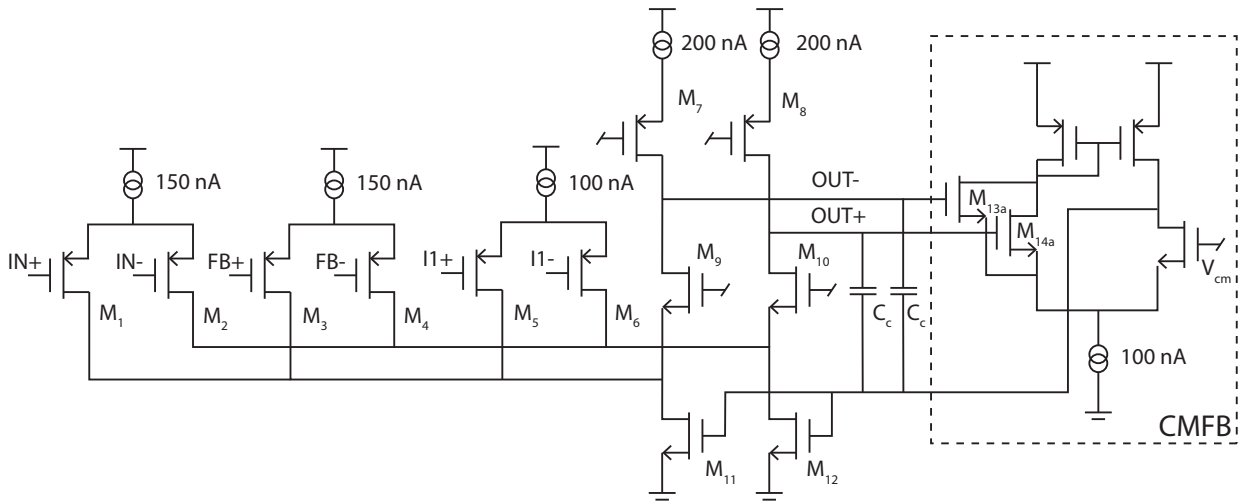 200 nA
200 nA
M7
M8
150 nA
150 nA
100 nA
OUT-
OUT+
M13a
M14a
IN+
IN-
FB+
FB-
I1+
I1-
M9
M10
Vcm
M1
M2
M3
M4
M5
M6
Cc
Cc
100 nA
M11
M12
CMFB